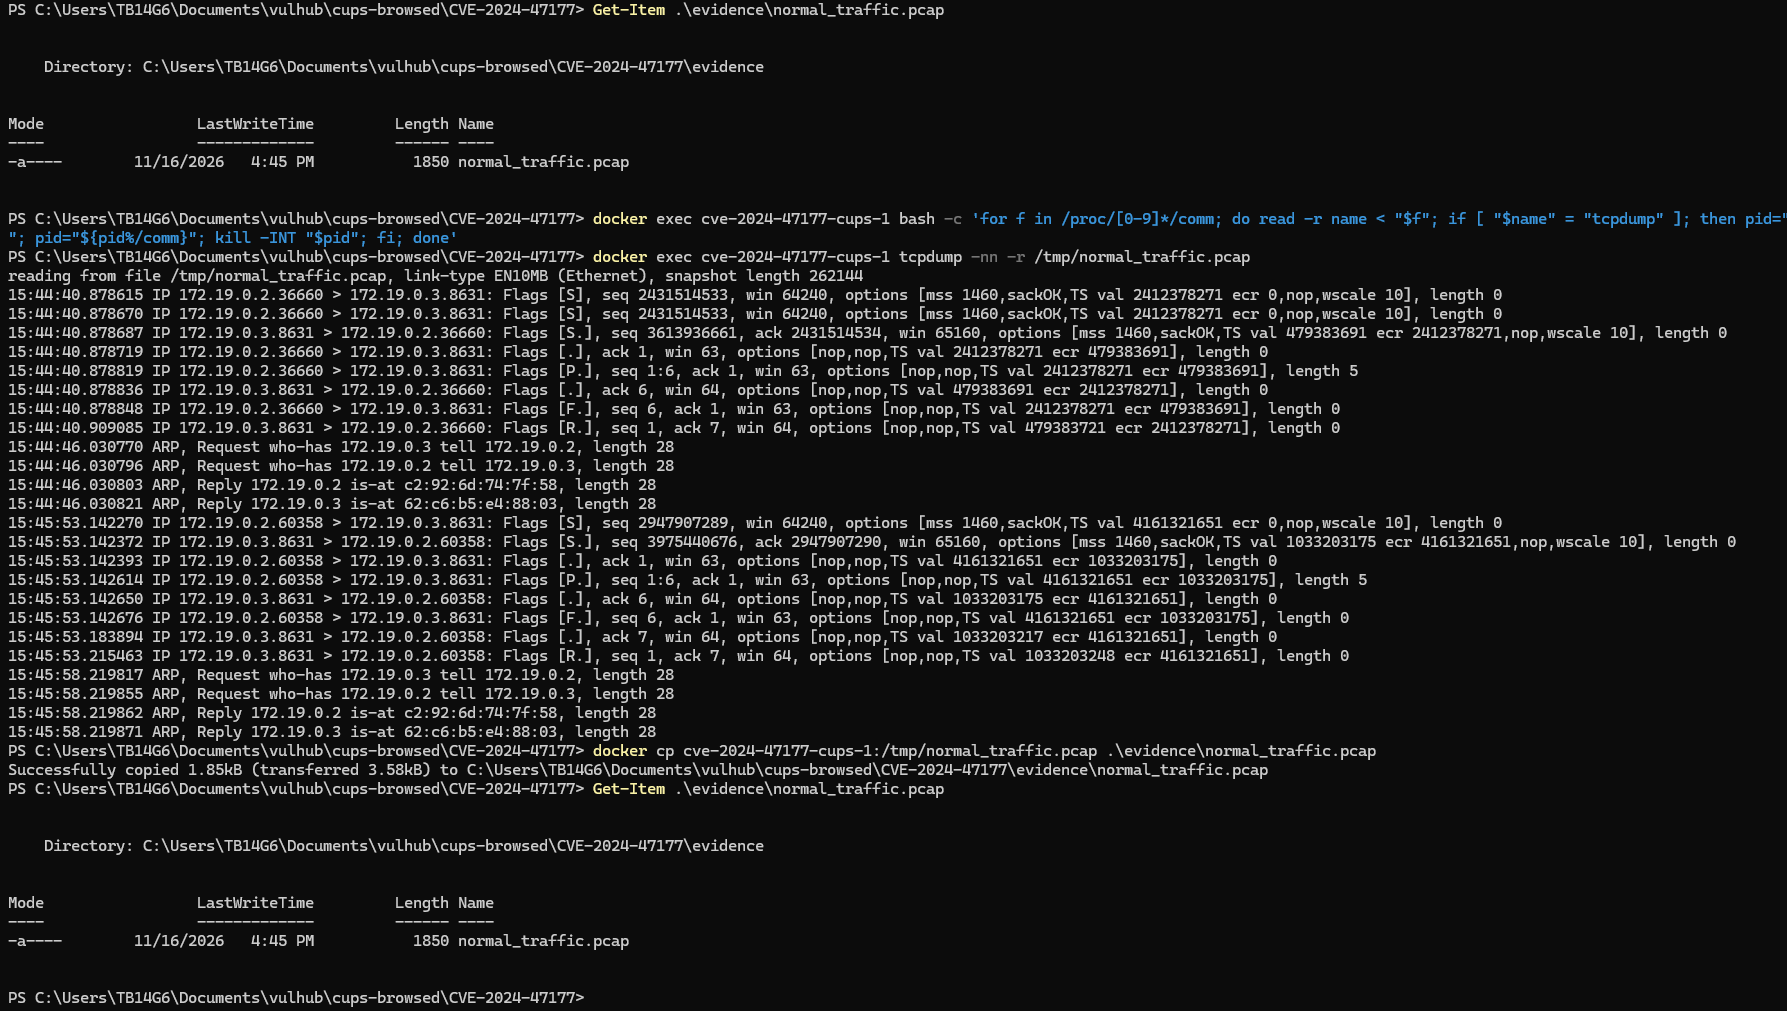 PS C:\Users\TB14G6\Documents\vulhub\cups-browsed\CVE-2024-47177> Get-Item .\evidence\normal_traffic.pcap
Directory: C:\Users\TB14G6\Documents\vulhub\cups-browsed\CVE-2024-47177\evidence
Mode                 LastWriteTime         Length Name
----                 -------------         ------ ----
-a----        11/16/2026   4:45 PM           1850 normal_traffic.pcap
PS C:\Users\TB14G6\Documents\vulhub\cups-browsed\CVE-2024-47177> docker exec cve-2024-47177-cups-1 bash -c 'for f in /proc/[0-9]*/comm; do read -r name < "$f"; if [ "$name" = "tcpdump" ]; then pid="
"; pid="${pid%/comm}"; kill -INT "$pid"; fi; done'
PS C:\Users\TB14G6\Documents\vulhub\cups-browsed\CVE-2024-47177> docker exec cve-2024-47177-cups-1 tcpdump -nn -r /tmp/normal_traffic.pcap
reading from file /tmp/normal_traffic.pcap, link-type EN10MB (Ethernet), snapshot length 262144
15:44:40.878615 IP 172.19.0.2.36660 > 172.19.0.3.8631: Flags [S], seq 2431514533, win 64240, options [mss 1460,sackOK,TS val 2412378271 ecr 0,nop,wscale 10], length 0
15:44:40.878670 IP 172.19.0.2.36660 > 172.19.0.3.8631: Flags [S], seq 2431514533, win 64240, options [mss 1460,sackOK,TS val 2412378271 ecr 0,nop,wscale 10], length 0
15:44:40.878687 IP 172.19.0.3.8631 > 172.19.0.2.36660: Flags [S.], seq 3613936661, ack 2431514534, win 65160, options [mss 1460,sackOK,TS val 479383691 ecr 2412378271,nop,wscale 10], length 0
15:44:40.878719 IP 172.19.0.2.36660 > 172.19.0.3.8631: Flags [.], ack 1, win 63, options [nop,nop,TS val 2412378271 ecr 479383691], length 0
15:44:40.878819 IP 172.19.0.2.36660 > 172.19.0.3.8631: Flags [P.], seq 1:6, ack 1, win 63, options [nop,nop,TS val 2412378271 ecr 479383691], length 5
15:44:40.878836 IP 172.19.0.3.8631 > 172.19.0.2.36660: Flags [.], ack 6, win 64, options [nop,nop,TS val 479383691 ecr 2412378271], length 0
15:44:40.878848 IP 172.19.0.2.36660 > 172.19.0.3.8631: Flags [F.], seq 6, ack 1, win 63, options [nop,nop,TS val 2412378271 ecr 479383691], length 0
15:44:40.909085 IP 172.19.0.3.8631 > 172.19.0.2.36660: Flags [R.], seq 1, ack 7, win 64, options [nop,nop,TS val 479383721 ecr 2412378271], length 0
15:44:46.030770 ARP, Request who-has 172.19.0.3 tell 172.19.0.2, length 28
15:44:46.030796 ARP, Request who-has 172.19.0.2 tell 172.19.0.3, length 28
15:44:46.030803 ARP, Reply 172.19.0.2 is-at c2:92:6d:74:7f:58, length 28
15:44:46.030821 ARP, Reply 172.19.0.3 is-at 62:c6:b5:e4:88:03, length 28
15:45:53.142270 IP 172.19.0.2.60358 > 172.19.0.3.8631: Flags [S], seq 2947907289, win 64240, options [mss 1460,sackOK,TS val 4161321651 ecr 0,nop,wscale 10], length 0
15:45:53.142372 IP 172.19.0.3.8631 > 172.19.0.2.60358: Flags [S.], seq 3975440676, ack 2947907290, win 65160, options [mss 1460,sackOK,TS val 1033203175 ecr 4161321651,nop,wscale 10], length 0
15:45:53.142393 IP 172.19.0.2.60358 > 172.19.0.3.8631: Flags [.], ack 1, win 63, options [nop,nop,TS val 4161321651 ecr 1033203175], length 0
15:45:53.142614 IP 172.19.0.2.60358 > 172.19.0.3.8631: Flags [P.], seq 1:6, ack 1, win 63, options [nop,nop,TS val 4161321651 ecr 1033203175], length 5
15:45:53.142650 IP 172.19.0.3.8631 > 172.19.0.2.60358: Flags [.], ack 6, win 64, options [nop,nop,TS val 1033203175 ecr 4161321651], length 0
15:45:53.142676 IP 172.19.0.2.60358 > 172.19.0.3.8631: Flags [F.], seq 6, ack 1, win 63, options [nop,nop,TS val 4161321651 ecr 1033203175], length 0
15:45:53.183894 IP 172.19.0.3.8631 > 172.19.0.2.60358: Flags [.], ack 7, win 64, options [nop,nop,TS val 1033203217 ecr 4161321651], length 0
15:45:53.215463 IP 172.19.0.3.8631 > 172.19.0.2.60358: Flags [R.], seq 1, ack 7, win 64, options [nop,nop,TS val 1033203248 ecr 4161321651], length 0
15:45:58.219817 ARP, Request who-has 172.19.0.3 tell 172.19.0.2, length 28
15:45:58.219855 ARP, Request who-has 172.19.0.2 tell 172.19.0.3, length 28
15:45:58.219862 ARP, Reply 172.19.0.2 is-at c2:92:6d:74:7f:58, length 28
15:45:58.219871 ARP, Reply 172.19.0.3 is-at 62:c6:b5:e4:88:03, length 28
PS C:\Users\TB14G6\Documents\vulhub\cups-browsed\CVE-2024-47177> docker cp cve-2024-47177-cups-1:/tmp/normal_traffic.pcap .\evidence\normal_traffic.pcap
Successfully copied 1.85kB (transferred 3.58kB) to C:\Users\TB14G6\Documents\vulhub\cups-browsed\CVE-2024-47177\evidence\normal_traffic.pcap
PS C:\Users\TB14G6\Documents\vulhub\cups-browsed\CVE-2024-47177> Get-Item .\evidence\normal_traffic.pcap
Directory: C:\Users\TB14G6\Documents\vulhub\cups-browsed\CVE-2024-47177\evidence
Mode                 LastWriteTime         Length Name
----                 -------------         ------ ----
-a----        11/16/2026   4:45 PM           1850 normal_traffic.pcap
PS C:\Users\TB14G6\Documents\vulhub\cups-browsed\CVE-2024-47177>